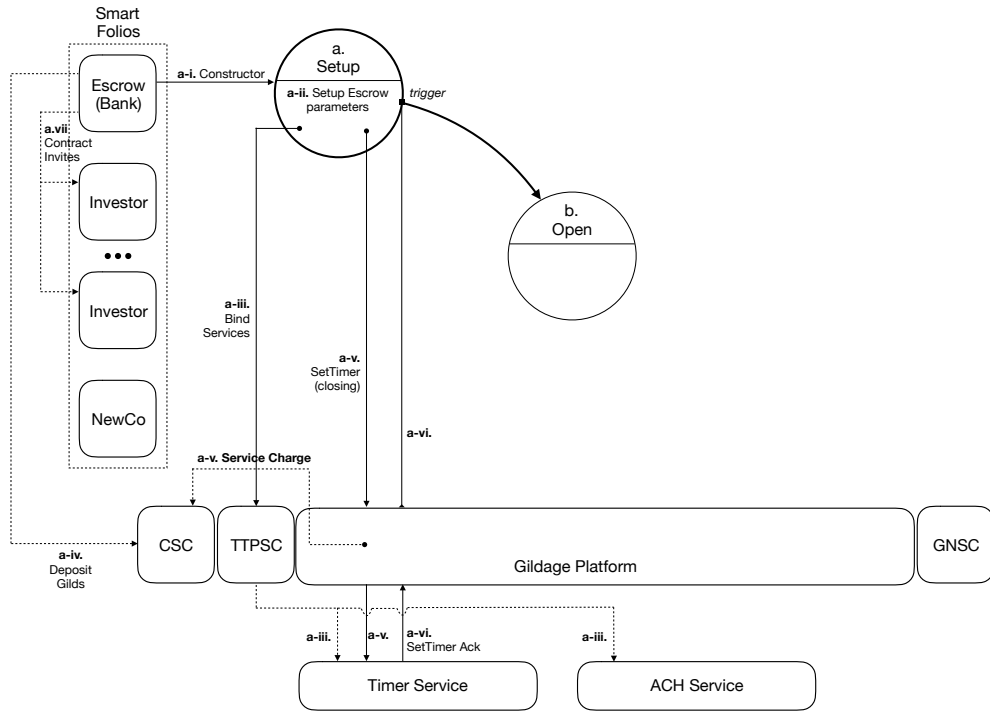 Smart
Folios
Escrow
(Bank)
a-i. Constructor
a.
Setup
a-ii. Setup Escrow
parameters
trigger
a.vii
Contract
Invites
Investor
b.
Open
Investor
a-iii.
Bind
Services
a-v.
SetTimer
(closing)
NewCo
a-vi.
a-v. Service Charge
CSC
TTPSC
Gildage Platform
GNSC
a-iv.
Deposit
Gilds
a-iii.
a-v.
a-vi.
SetTimer Ack
a-iii.
Timer Service
ACH Service